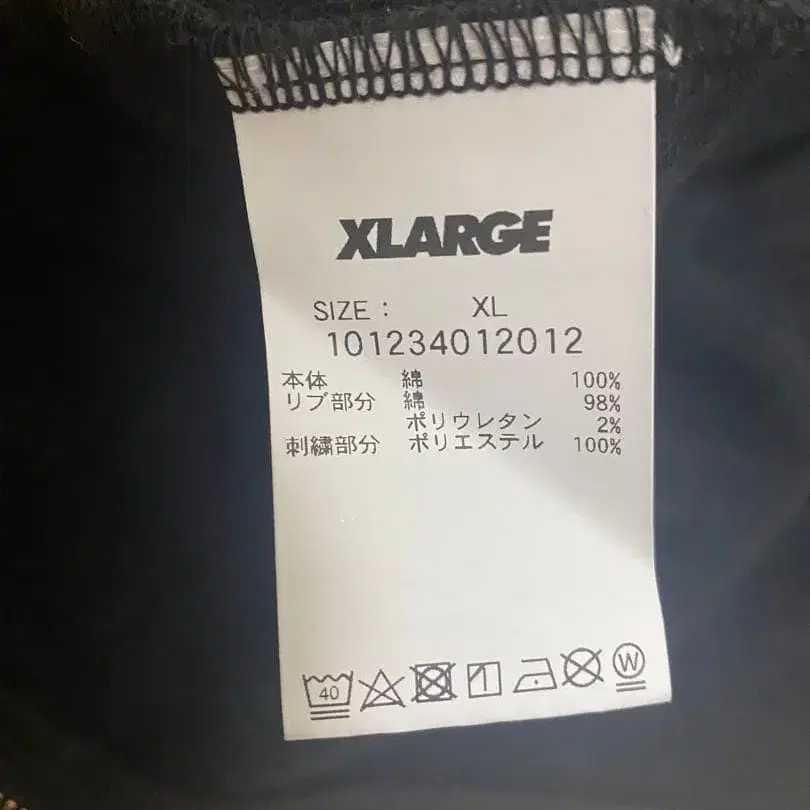 XLARGE
SIZE : XL
101234012012
本体 綿 100%
リブ部分 綿 98%
ポリウレタン 2%
刺繍部分 ポリエステル 100%
40
W